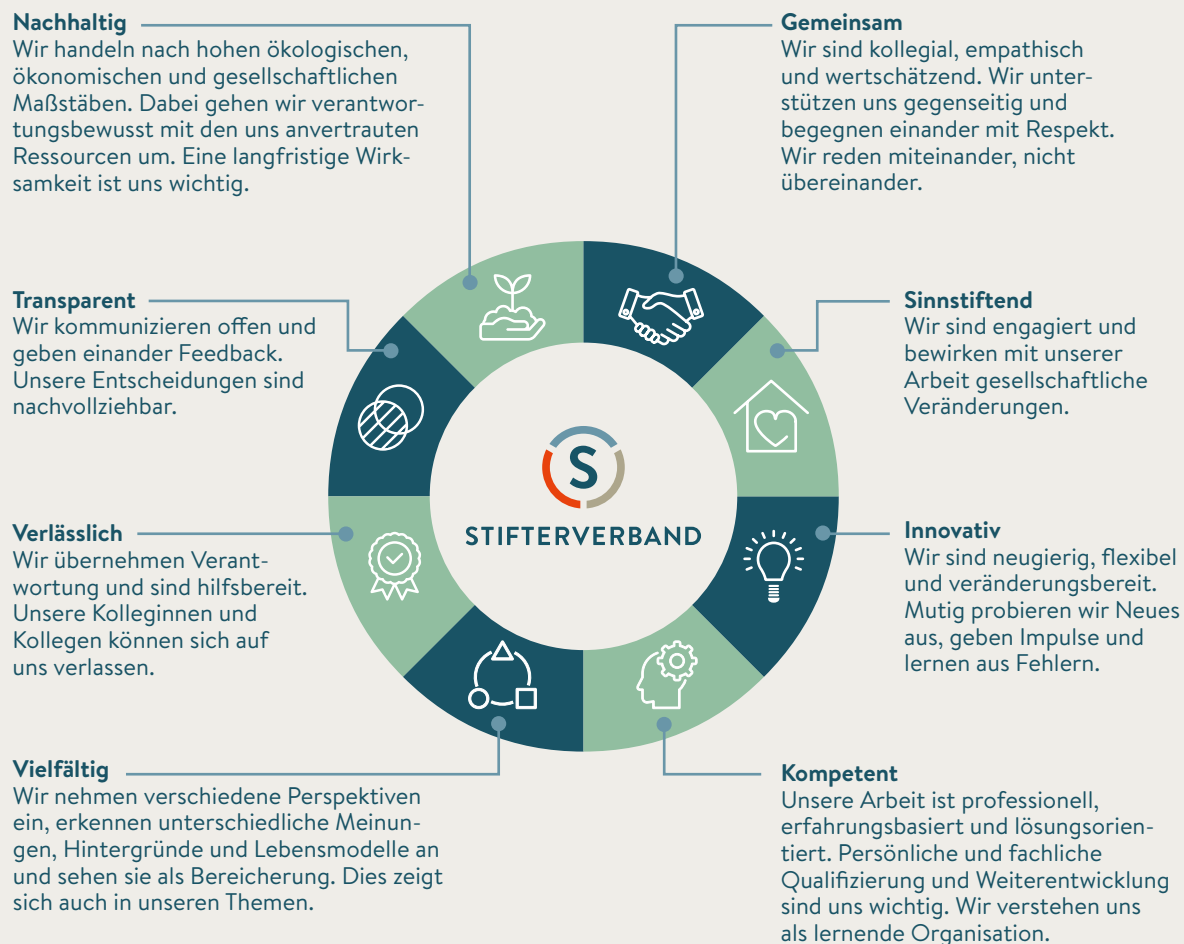 Nachhaltig
Wir handeln nach hohen ökologischen,
ökonomischen und gesellschaftlichen
Maßstäben. Dabei gehen wir verantwor-
tungsbewusst mit den uns anvertrauten
Ressourcen um. Eine langfristige Wirk-
samkeit ist uns wichtig.
Gemeinsam
Wir sind kollegial, empathisch
und wertschätzend. Wir unter-
stützen uns gegenseitig und
begegnen einander mit Respekt.
Wir reden miteinander, nicht
übereinander.
Transparent
Wir kommunizieren offen und
geben einander Feedback.
Unsere Entscheidungen sind
nachvollziehbar.
Sinnstiftend
Wir sind engagiert und
bewirken mit unserer
Arbeit gesellschaftliche
Veränderungen.
S
STIFTERVERBAND
Verlässlich
Wir übernehmen Verant-
wortung und sind hilfsbereit.
Unsere Kolleginnen und
Kollegen können sich auf
uns verlassen.
Innovativ
Wir sind neugierig, flexibel
und veränderungsbereit.
Mutig probieren wir Neues
aus, geben Impulse und
lernen aus Fehlern.
Vielfältig
Wir nehmen verschiedene Perspektiven
ein, erkennen unterschiedliche Meinun-
gen, Hintergründe und Lebensmodelle an
und sehen sie als Bereicherung. Dies zeigt
sich auch in unseren Themen.
Kompetent
Unsere Arbeit ist professionell,
erfahrungsbasiert und lösungsorien-
tiert. Persönliche und fachliche
Qualifizierung und Weiterentwicklung
sind uns wichtig. Wir verstehen uns
als lernende Organisation.